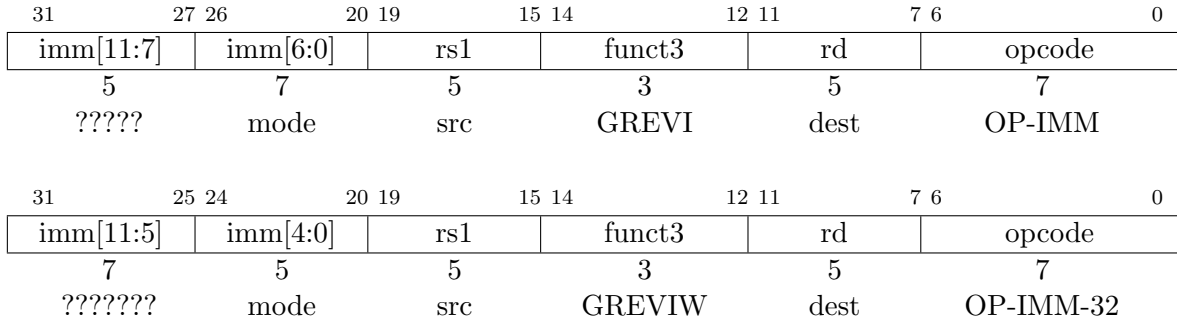 31 27 26 20 19 15 14 12 11 7 6 0
imm[11:7] imm[6:0] rs1 funct3 rd opcode
5 7 5 3 5 7
????? mode src GREVI dest OP-IMM
31 25 24 20 19 15 14 12 11 7 6 0
imm[11:5] imm[4:0] rs1 funct3 rd opcode
7 5 5 3 5 7
??????? mode src GREVIW dest OP-IMM-32